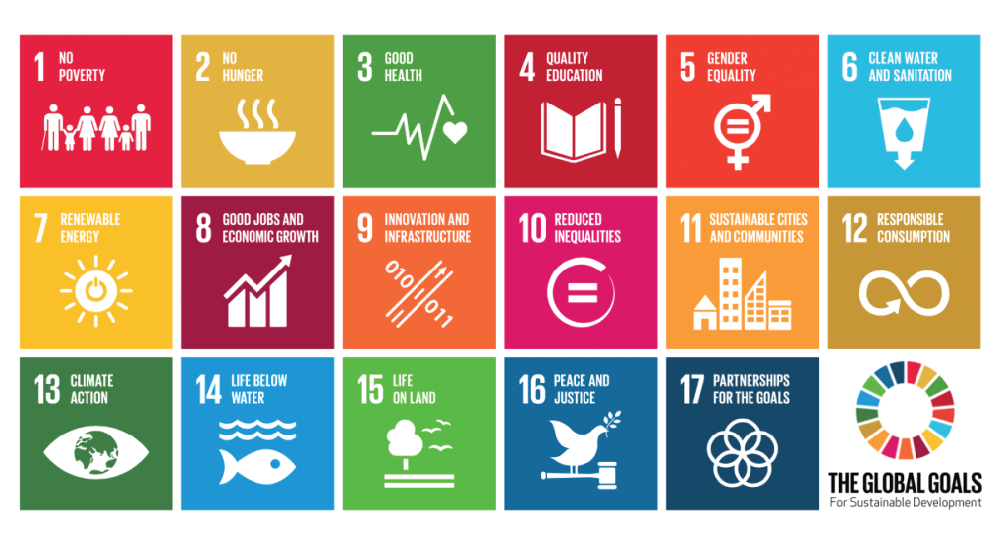 1 NO
POVERTY
2 NO
HUNGER
3 GOOD
HEALTH
4 QUALITY
EDUCATION
5 GENDER
EQUALITY
6 CLEAN WATER
AND SANITATION
7 RENEWABLE
ENERGY
8 GOOD JOBS AND
ECONOMIC GROWTH
9 INNOVATION AND
INFRASTRUCTURE
010
011
10 REDUCED
INEQUALITIES
11 SUSTAINABLE CITIES
AND COMMUNITIES
12 RESPONSIBLE
CONSUMPTION
13 CLIMATE
ACTION
14 LIFE BELOW
WATER
15 LIFE
ON LAND
16 PEACE AND
JUSTICE
17 PARTNERSHIPS
FOR THE GOALS
THE GLOBAL GOALS
For Sustainable Development